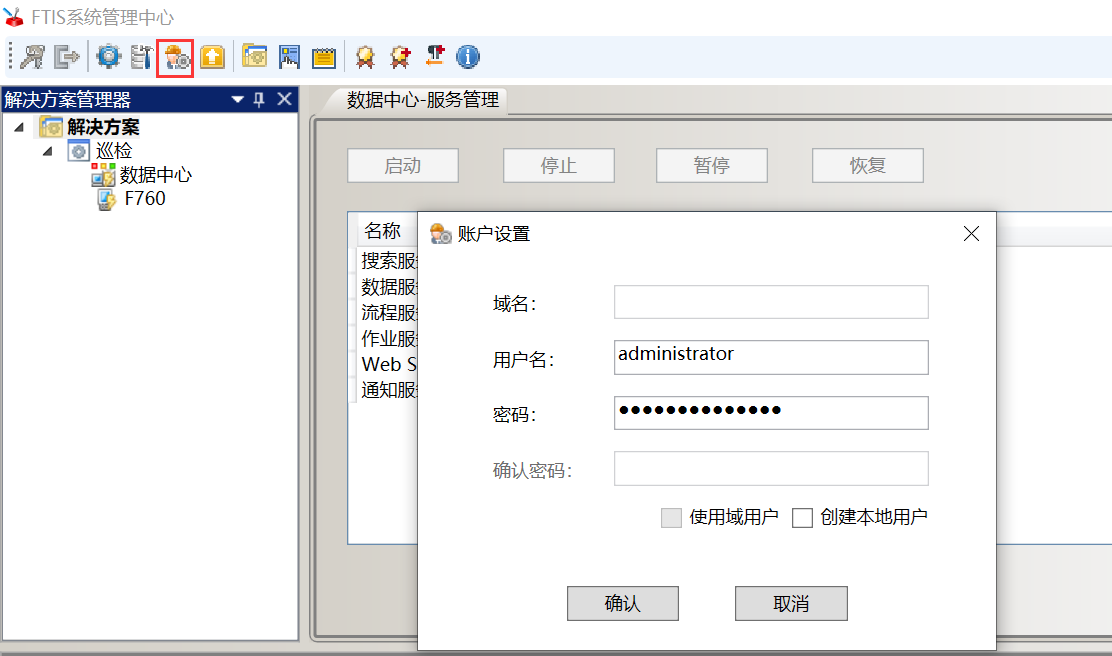 FTIS系统管理中心
解决方案管理器
解决方案
巡检
数据中心
F760
数据中心-服务管理
启动 停止 暂停 恢复
名称
搜索服
数据服
流程服
作业服
Web S
通知服
账户设置
域名：
用户名： administrator
密码： ●●●●●●●●●●●●●●
确认密码：
使用域用户 创建本地用户
确认 取消